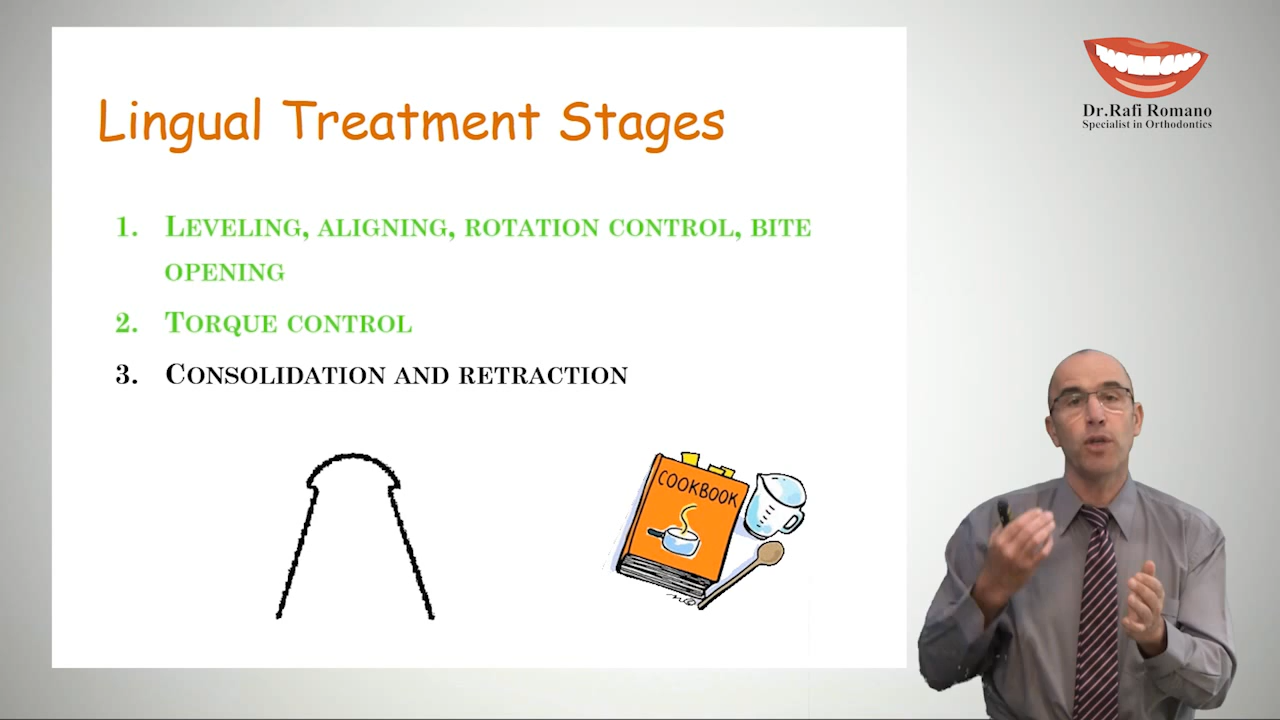 Lingual Treatment Stages
1. Leveling, aligning, rotation control, bite
opening
2. Torque control
3. Consolidation and retraction
COOKBOOK
Dr.Rafi Romano
Specialist in Orthodontics